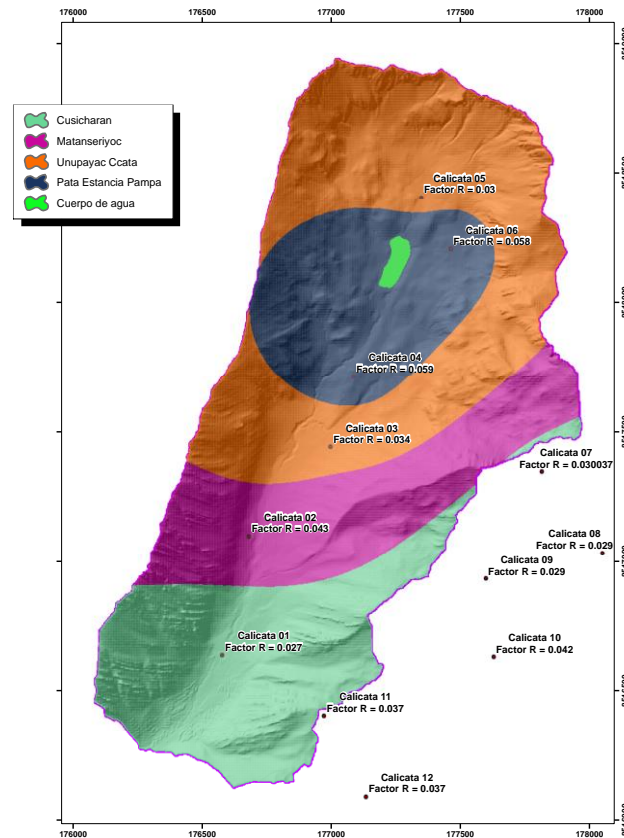 176000 176500 177000 177500 178000
Cusicharan
Matanseriyoc
Unupayac Ccata
Pata Estancia Pampa
Cuerpo de agua
Calicata 05
Factor R = 0.03
Calicata 06
Factor R = 0.058
Calicata 04
Factor R = 0.059
Calicata 03
Factor R = 0.034
Calicata 07
Factor R = 0.030037
Calicata 02
Factor R = 0.043
Calicata 08
Factor R = 0.029
Calicata 09
Factor R = 0.029
Calicata 01
Factor R = 0.027
Calicata 10
Factor R = 0.042
Calicata 11
Factor R = 0.037
Calicata 12
Factor R = 0.037
176000 176500 177000 177500 178000